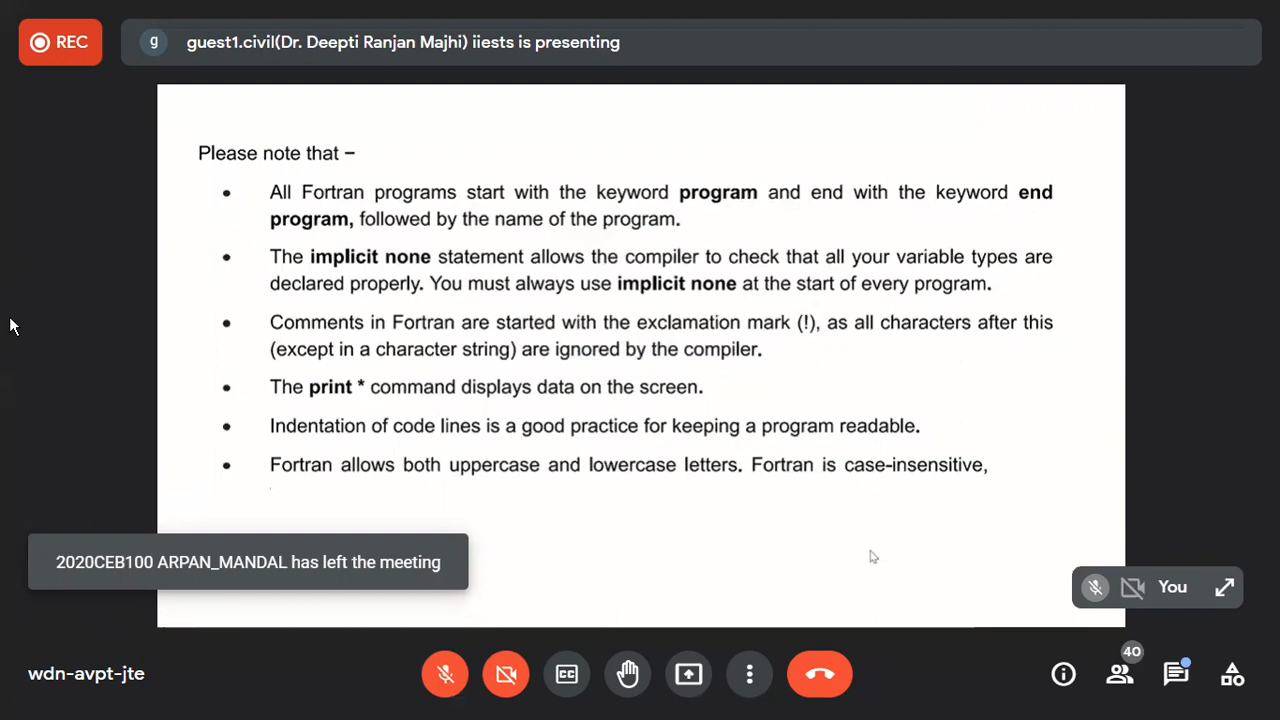 REC
g guest1.civil(Dr. Deepti Ranjan Majhi) iiests is presenting
Please note that –
• All Fortran programs start with the keyword program and end with the keyword end
program, followed by the name of the program.
• The implicit none statement allows the compiler to check that all your variable types are
declared properly. You must always use implicit none at the start of every program.
• Comments in Fortran are started with the exclamation mark (!), as all characters after this
(except in a character string) are ignored by the compiler.
• The print * command displays data on the screen.
• Indentation of code lines is a good practice for keeping a program readable.
• Fortran allows both uppercase and lowercase letters. Fortran is case-insensitive,
2020CEB100 ARPAN_MANDAL has left the meeting
You
wdn-avpt-jte
CC
40